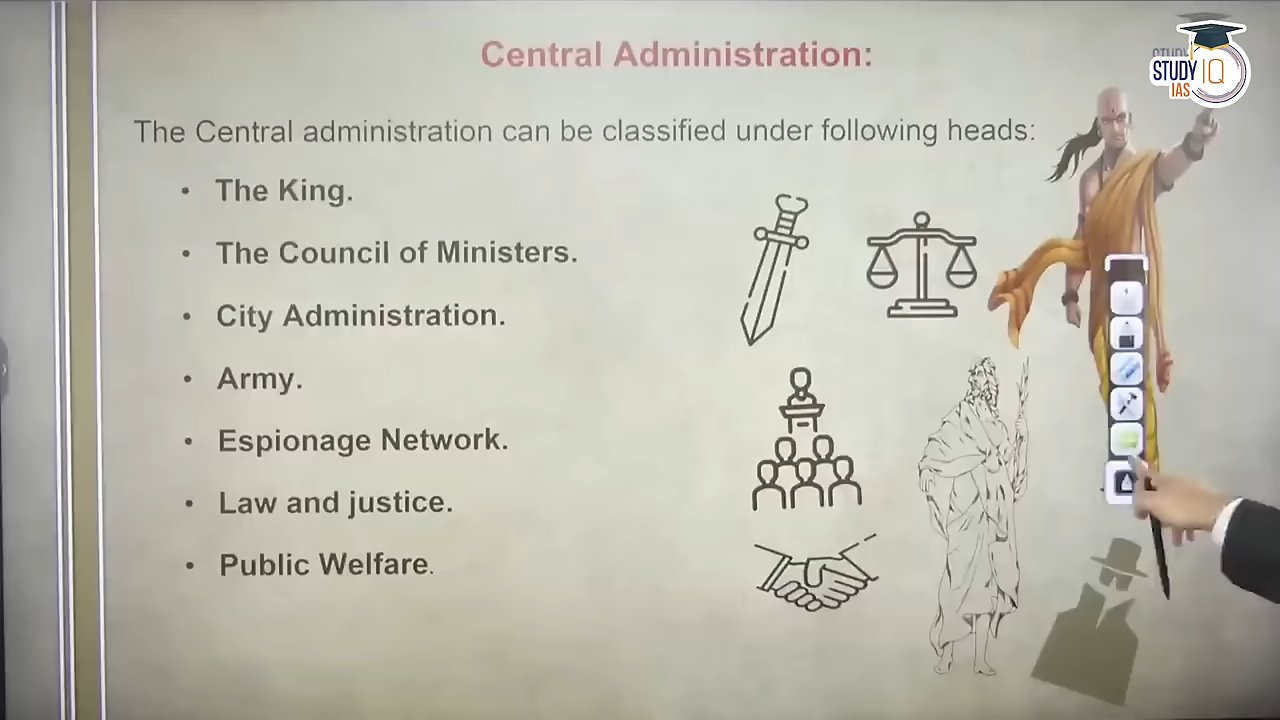 Central Administration:
STUDY IQ
IAS
The Central administration can be classified under following heads:
• The King.
• The Council of Ministers.
• City Administration.
• Army.
• Espionage Network.
• Law and justice.
• Public Welfare.